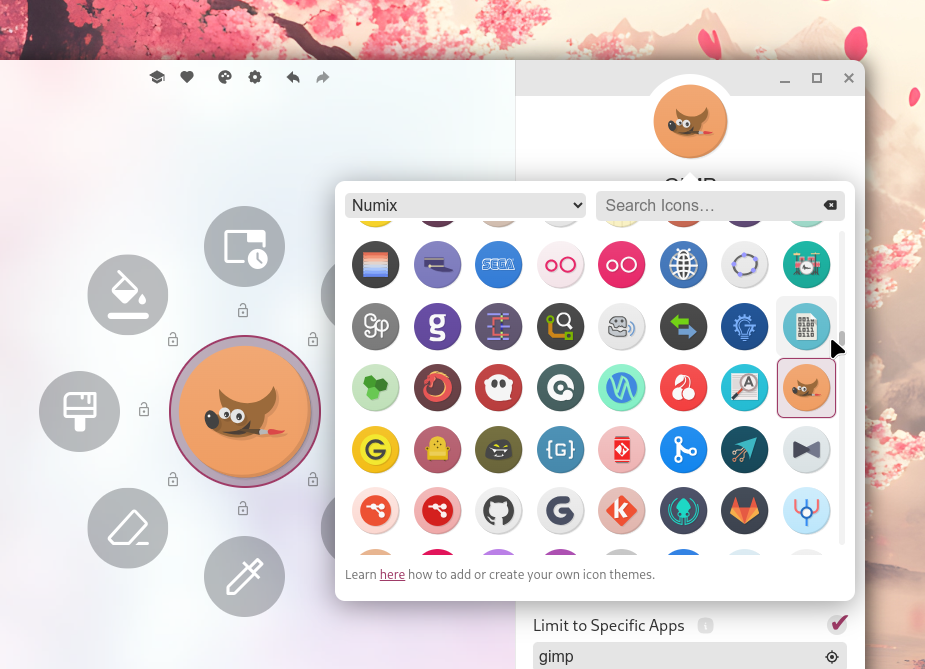 Numix
Search Icons…
SEGA
{G}
Learn here how to add or create your own icon themes.
Limit to Specific Apps
gimp